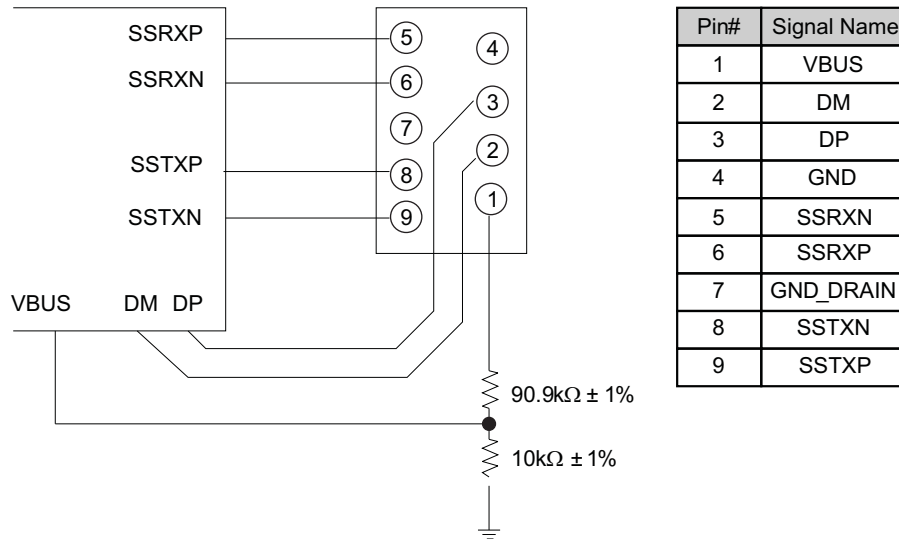 SSRXP
SSRXN
SSTXP
SSTXN
VBUS DM DP
5
6
7
8
9
4
3
2
1
90.9kΩ ± 1%
10kΩ ± 1%
Pin# Signal Name
1 VBUS
2 DM
3 DP
4 GND
5 SSRXN
6 SSRXP
7 GND_DRAIN
8 SSTXN
9 SSTXP